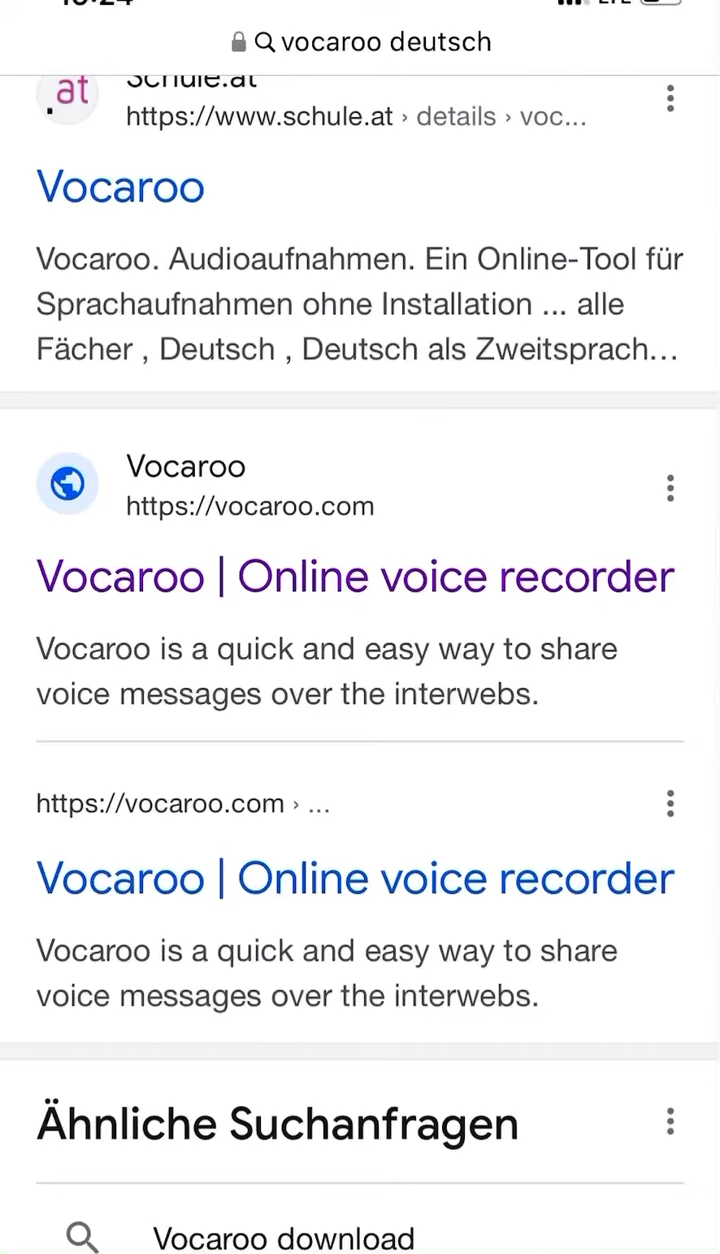 vocaroo deutsch
.at
Schule.at
https://www.schule.at › details › voc...
Vocaroo
Vocaroo. Audioaufnahmen. Ein Online-Tool für
Sprachaufnahmen ohne Installation ... alle
Fächer , Deutsch , Deutsch als Zweitsprach...
Vocaroo
https://vocaroo.com
Vocaroo | Online voice recorder
Vocaroo is a quick and easy way to share
voice messages over the interwebs.
https://vocaroo.com › ...
Vocaroo | Online voice recorder
Vocaroo is a quick and easy way to share
voice messages over the interwebs.
Ähnliche Suchanfragen
Vocaroo download